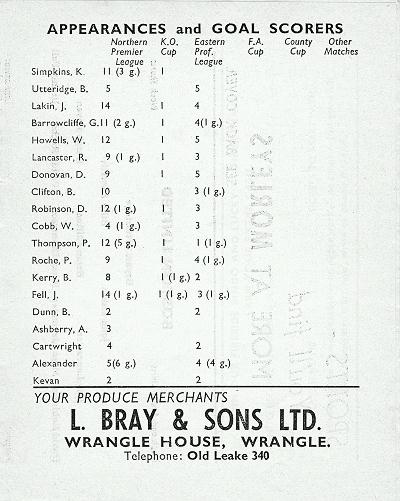 APPEARANCES and GOAL SCORERS
Northern Premier League K.O. Cup Eastern Prof. League F.A. Cup County Cup Other Matches
Simpkins, K. 11 (3 g.) 1
Utteridge, B. 5 5
Lakin, J. 14 1 4
Barrowcliffe, G. 11 (2 g.) 1 4(1 g.)
Howells, W. 12 1 5
Lancaster, R. 9 (1 g.) 1 3
Donovan, D. 9 1 5
Clifton, B. 10 3 (1 g.)
Robinson, D. 12 (1 g.) 1 3
Cobb, W. 4 (1 g.) 3
Thompson, P. 12 (5 g.) 1 1 (1 g.)
Roche, P. 9 1 4 (1 g.)
Kerry, B. 8 1 (1 g.) 2
Fell, J. 14 (1 g.) 1 (1 g.) 3 (1 g.)
Dunn, B. 2 2
Ashberry, A. 3
Cartwright 4 2
Alexander 5(6 g.) 4 (4 g.)
Kevan 2 2
YOUR PRODUCE MERCHANTS
L. BRAY & SONS LTD.
WRANGLE HOUSE, WRANGLE.
Telephone: Old Leake 340